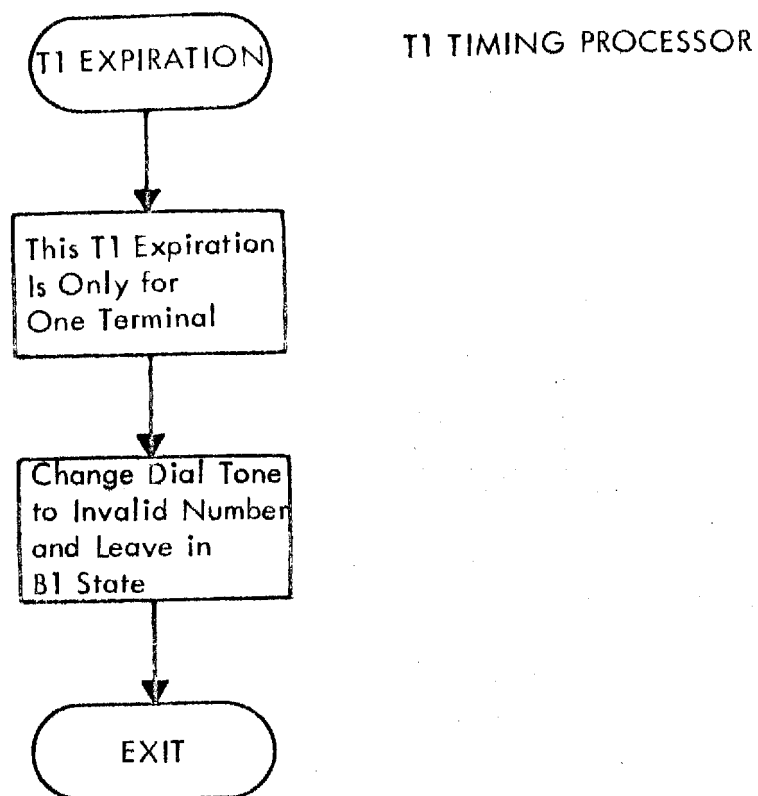 T1 EXPIRATION
T1 TIMING PROCESSOR
This T1 Expiration
Is Only for
One Terminal
Change Dial Tone
to Invalid Number
and Leave in
B1 State
EXIT